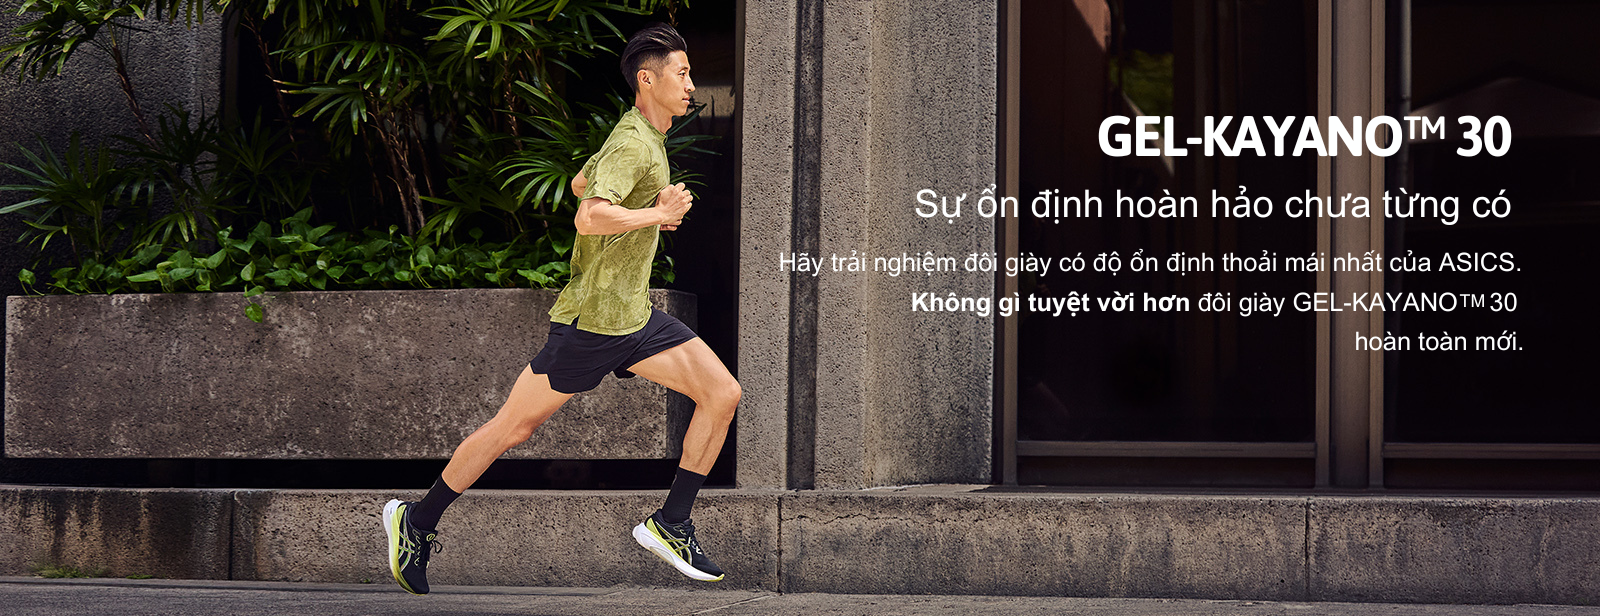 GEL-KAYANO™ 30
Sự ổn định hoàn hảo chưa từng có
Hãy trải nghiệm đôi giày có độ ổn định thoải mái nhất của ASICS.
Không gì tuyệt vời hơn đôi giày GEL-KAYANO™ 30
hoàn toàn mới.